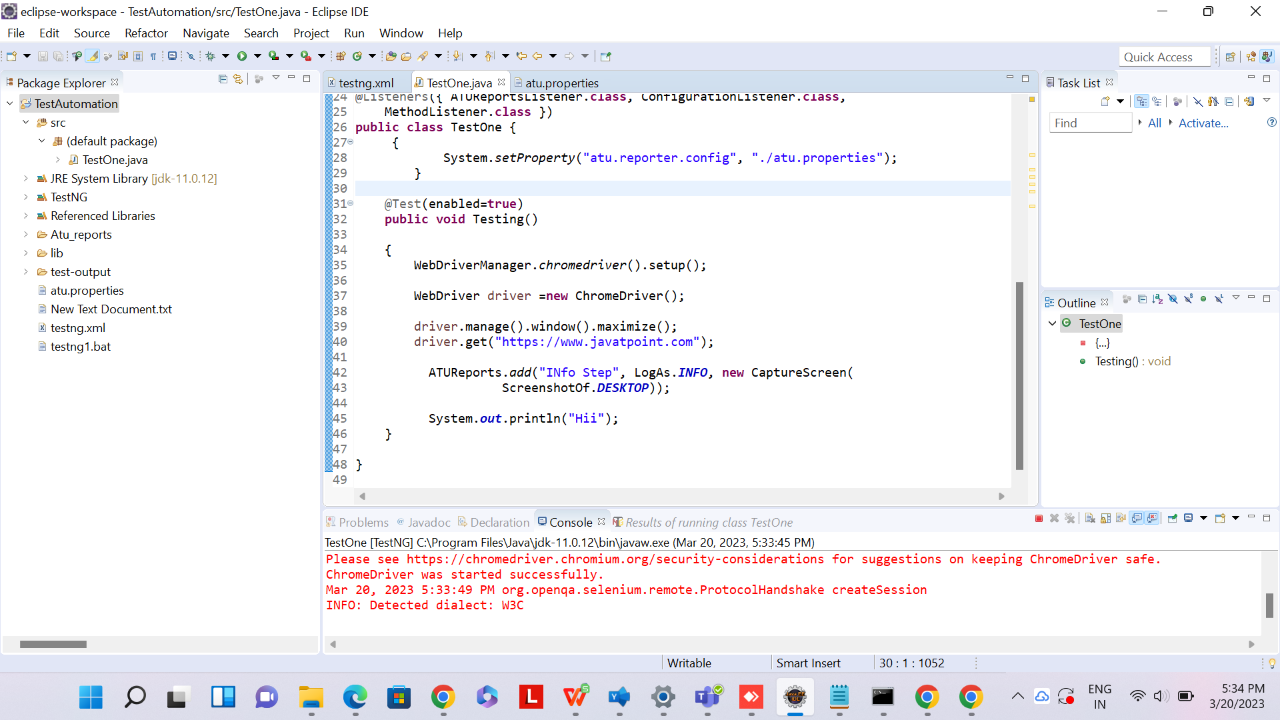 eclipse-workspace - TestAutomation/src/TestOne.java - Eclipse IDE
File Edit Source Refactor Navigate Search Project Run Window Help
Quick Access
Package Explorer
TestAutomation
src
(default package)
TestOne.java
JRE System Library [jdk-11.0.12]
TestNG
Referenced Libraries
Atu_reports
lib
test-output
atu.properties
New Text Document.txt
testng.xml
testng1.bat
testng.xml TestOne.java atu.properties
24 @Listeners({ ATUReportsListener.class, ConfigurationListener.class,
25 MethodListener.class })
26 public class TestOne {
27 {
28 System.setProperty("atu.reporter.config", "./atu.properties");
29 }
30
31 @Test(enabled=true)
32 public void Testing()
33
34 {
35 WebDriverManager.chromedriver().setup();
36
37 WebDriver driver =new ChromeDriver();
38
39 driver.manage().window().maximize();
40 driver.get("https://www.javatpoint.com");
41
42 ATUReports.add("INfo Step", LogAs.INFO, new CaptureScreen(
43 ScreenshotOf.DESKTOP));
44
45 System.out.println("Hii");
46 }
47
48 }
49
Task List
Find All Activate...
Outline
TestOne
{...}
Testing() : void
Problems Javadoc Declaration Console Results of running class TestOne
TestOne [TestNG] C:\Program Files\Java\jdk-11.0.12\bin\javaw.exe (Mar 20, 2023, 5:33:45 PM)
Please see https://chromedriver.chromium.org/security-considerations for suggestions on keeping ChromeDriver safe.
ChromeDriver was started successfully.
Mar 20, 2023 5:33:49 PM org.openqa.selenium.remote.ProtocolHandshake createSession
INFO: Detected dialect: W3C
Writable Smart Insert 30 : 1 : 1052
ENG
IN
5:34 PM
3/20/2023